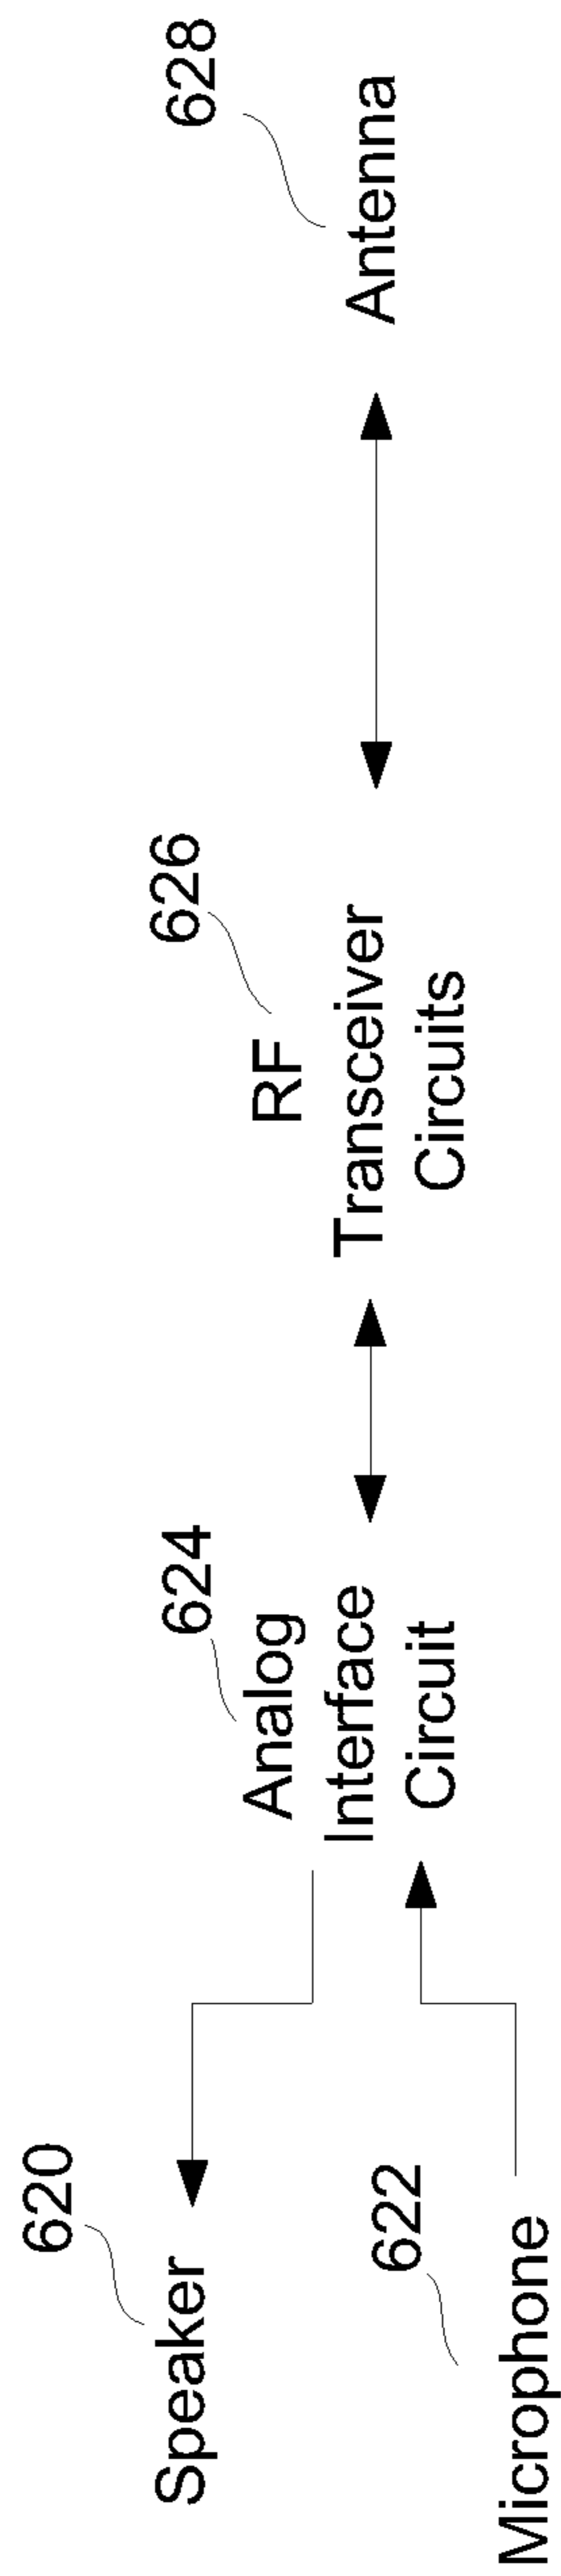 620
Speaker
622
Microphone
624
Analog
Interface
Circuit
626
RF
Transceiver
Circuits
628
Antenna